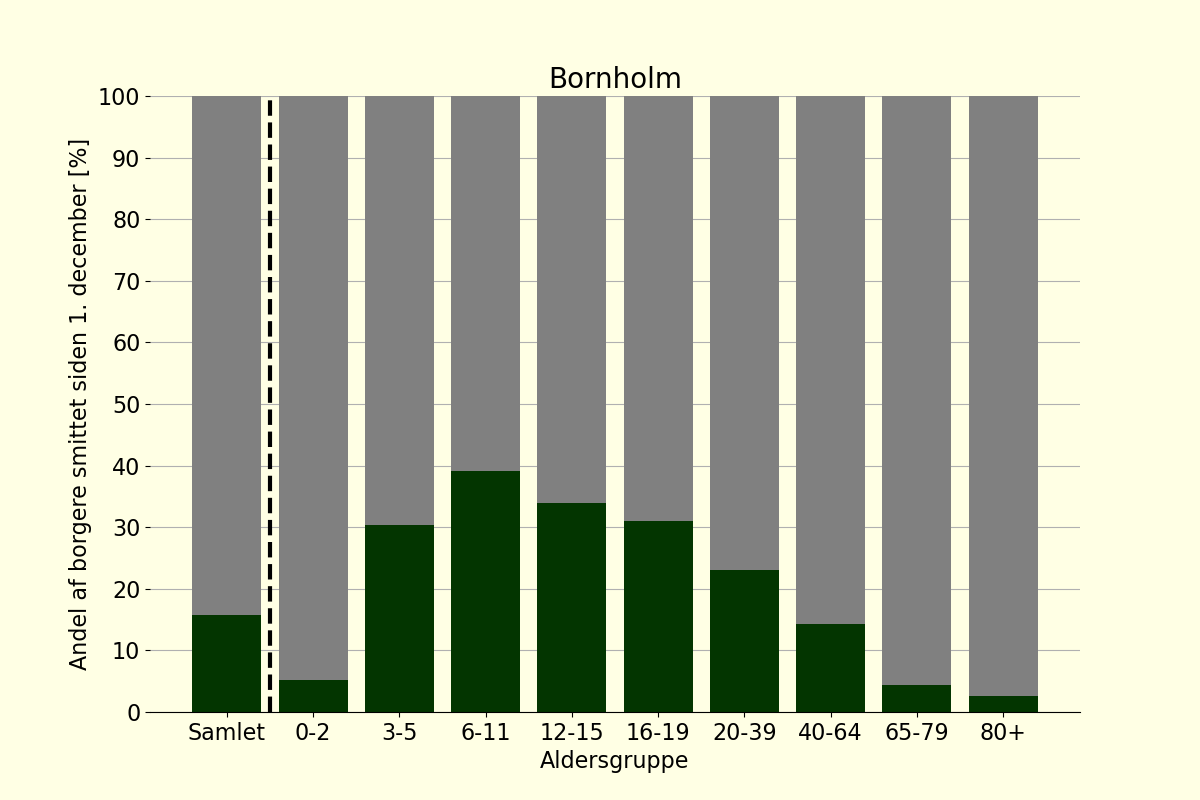 Bornholm
Andel af borgere smittet siden 1. december [%]
100
90
80
70
60
50
40
30
20
10
0
Samlet 0-2 3-5 6-11 12-15 16-19 20-39 40-64 65-79 80+
Aldersgruppe